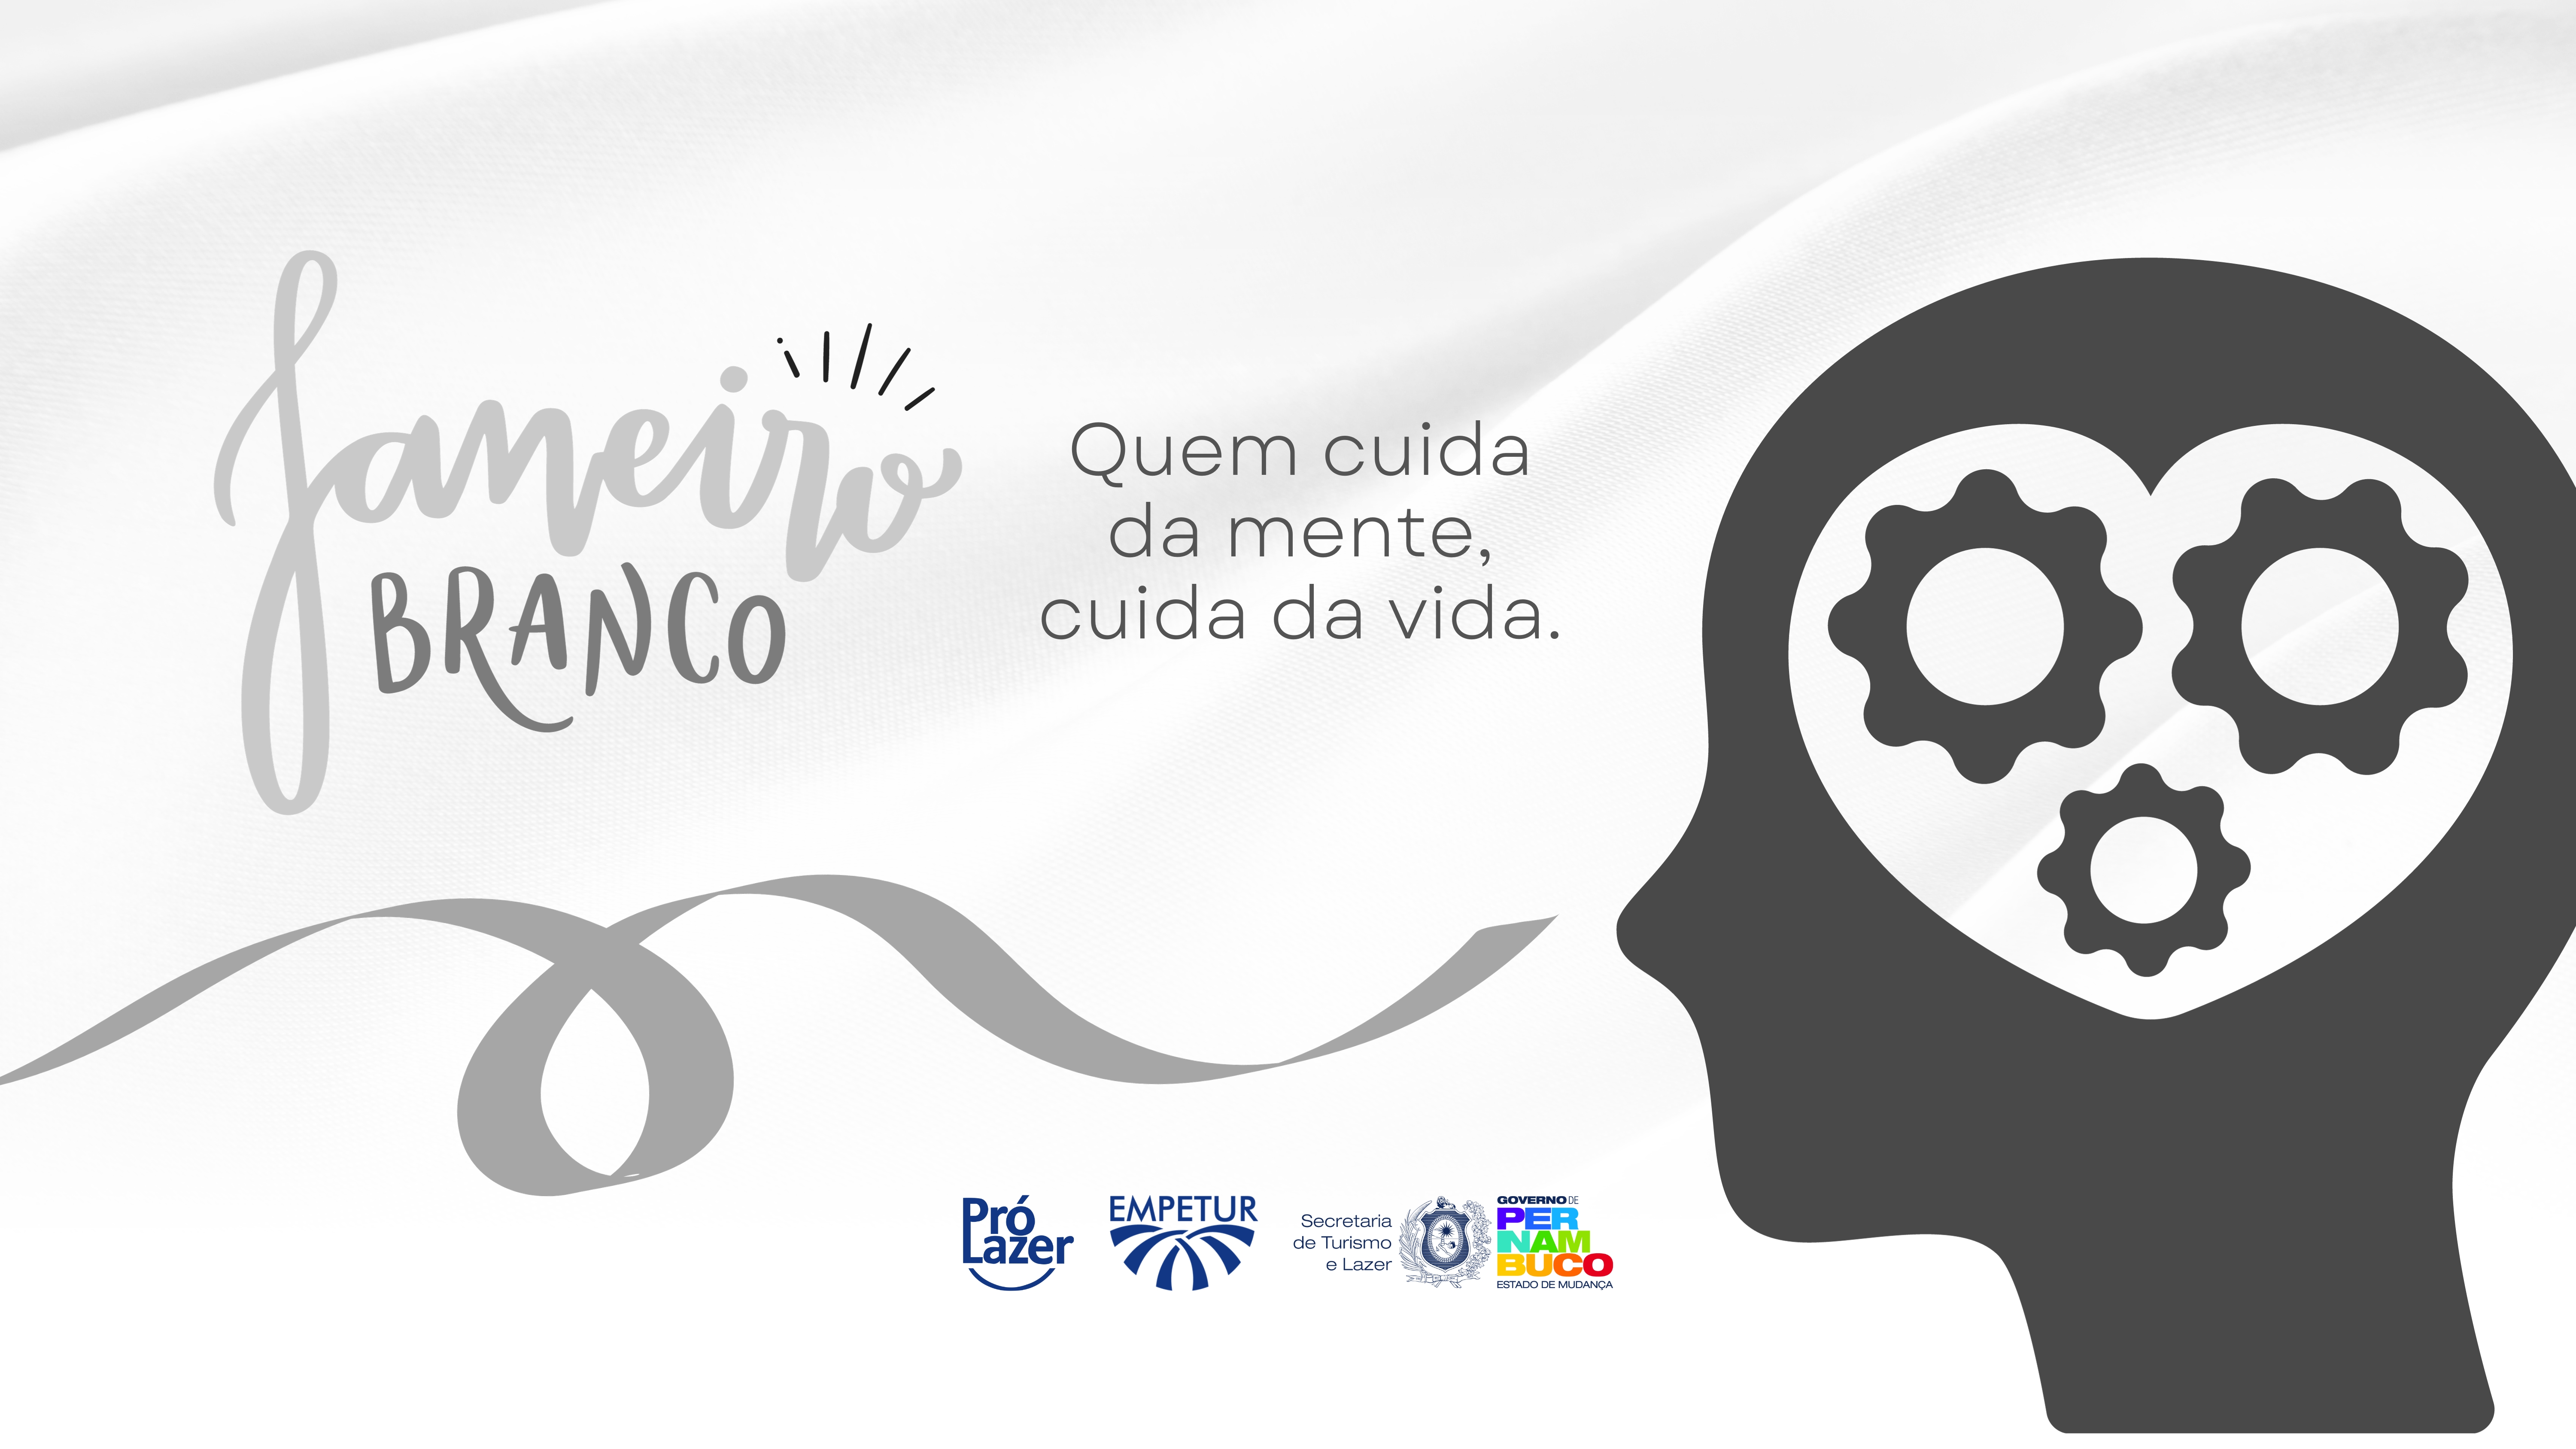 Janeiro
BRANCO
Quem cuida
da mente,
cuida da vida.
Pró
Lazer
EMPETUR
Secretaria
de Turismo
e Lazer
GOVERNO DE
PER
NAM
BUCO
ESTADO DE MUDANÇA